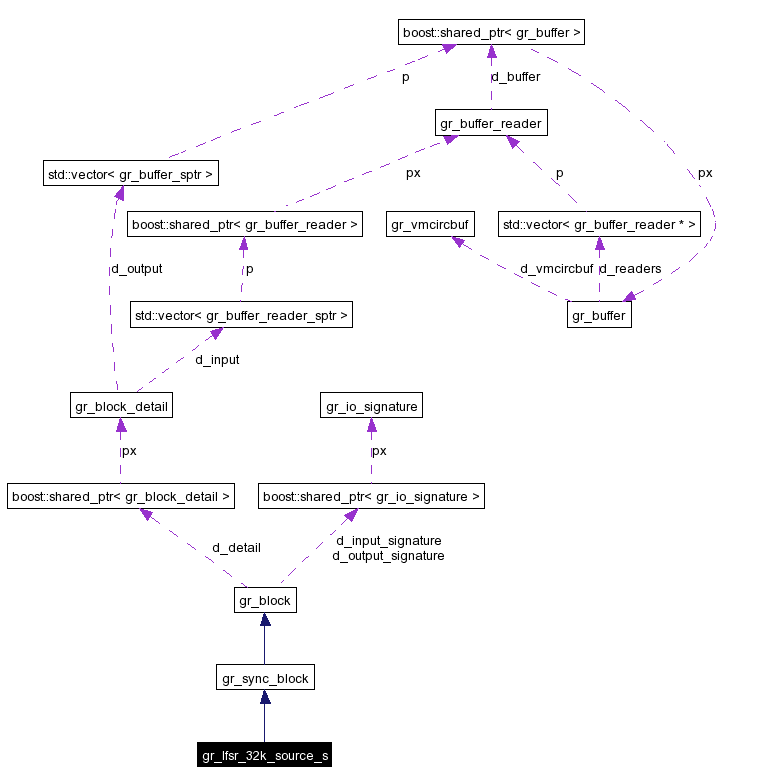 boost::shared_ptr< gr_buffer >
p
d_buffer
gr_buffer_reader
std::vector< gr_buffer_sptr >
px
p
px
boost::shared_ptr< gr_buffer_reader >
gr_vmcircbuf
std::vector< gr_buffer_reader * >
d_output
p
d_vmcircbuf
d_readers
std::vector< gr_buffer_reader_sptr >
gr_buffer
d_input
gr_block_detail
gr_io_signature
px
px
boost::shared_ptr< gr_block_detail >
boost::shared_ptr< gr_io_signature >
d_detail
d_input_signature
d_output_signature
gr_block
gr_sync_block
gr_lfsr_32k_source_s